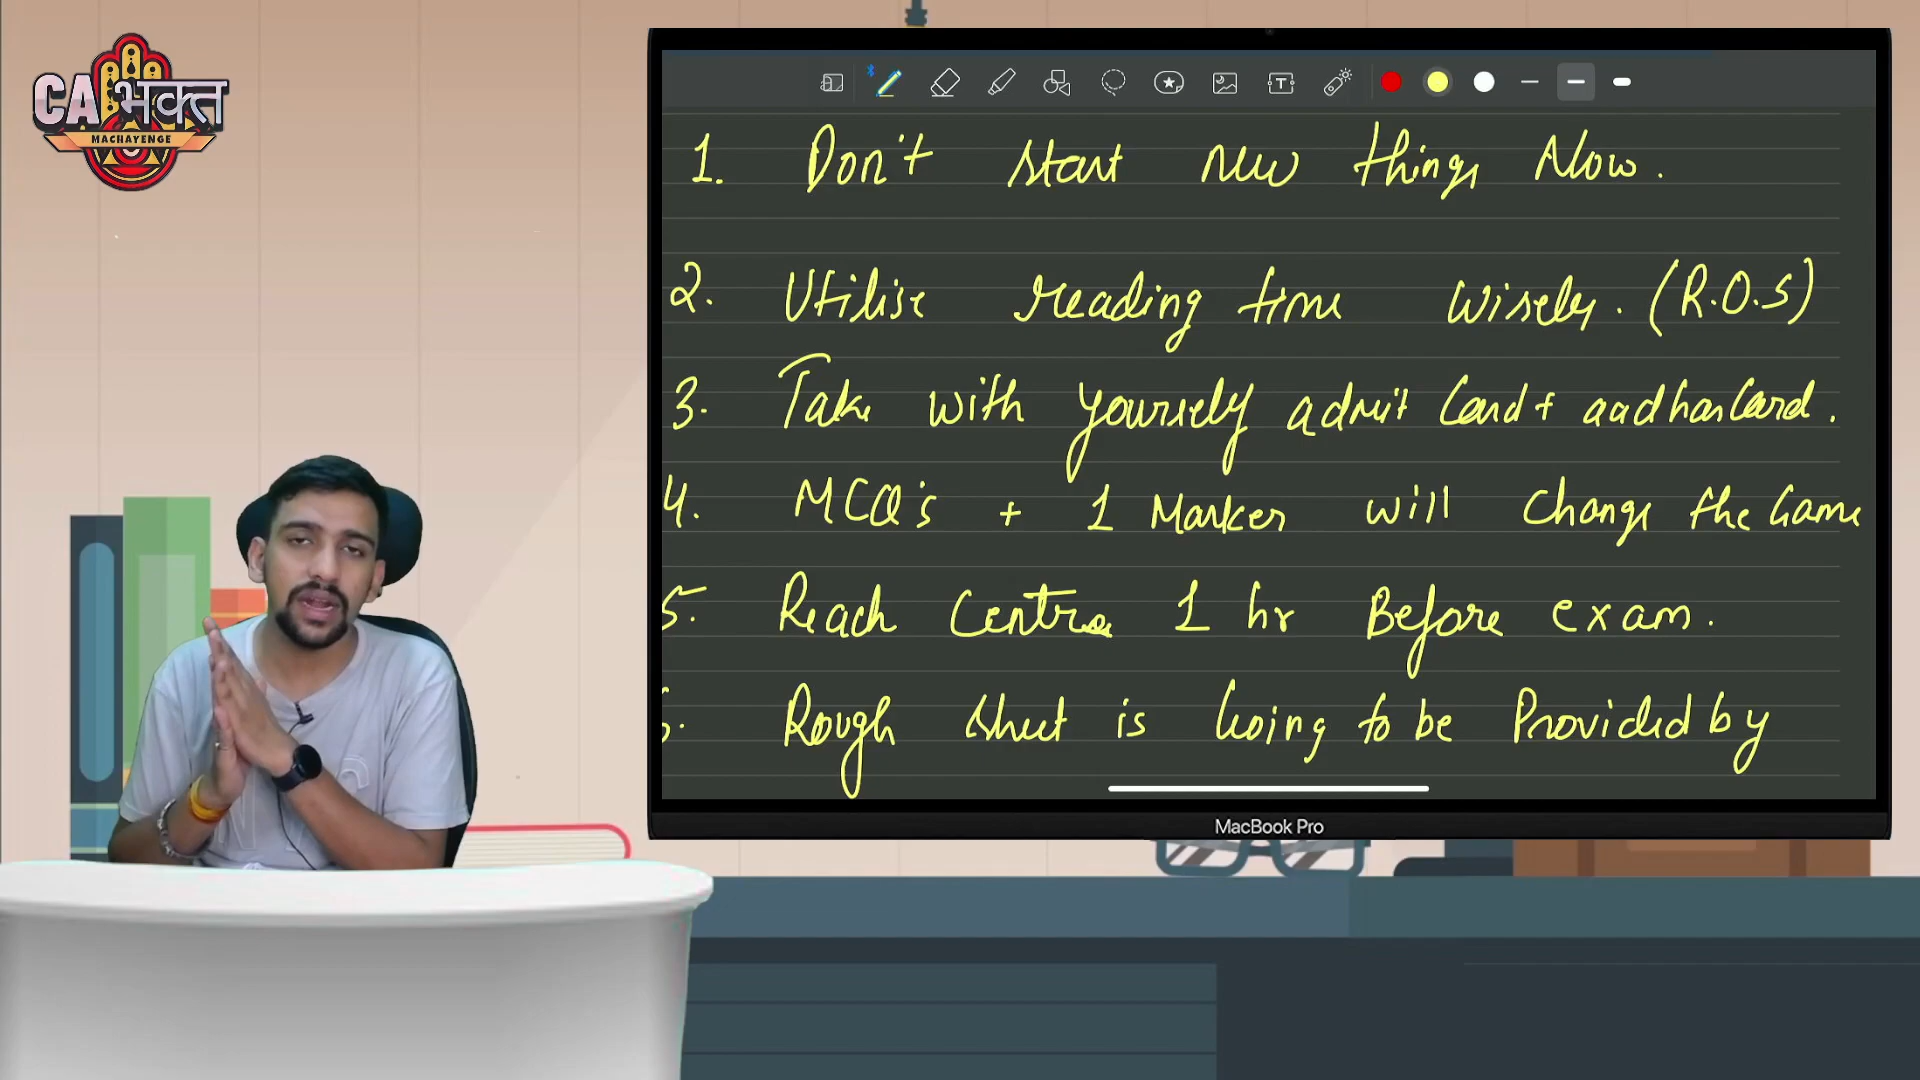 CA भक्त
MACHAYENGE
1. Don't start new things Now.
2. Utilise reading time wisely. (R.O.S)
3. Take with yourself admit Card + aadharCard.
4. MCQ's + 1 Marker will Change the Game
5. Reach Centre 1 hr Before exam.
6. Rough sheet is Going to be Provided by
MacBook Pro